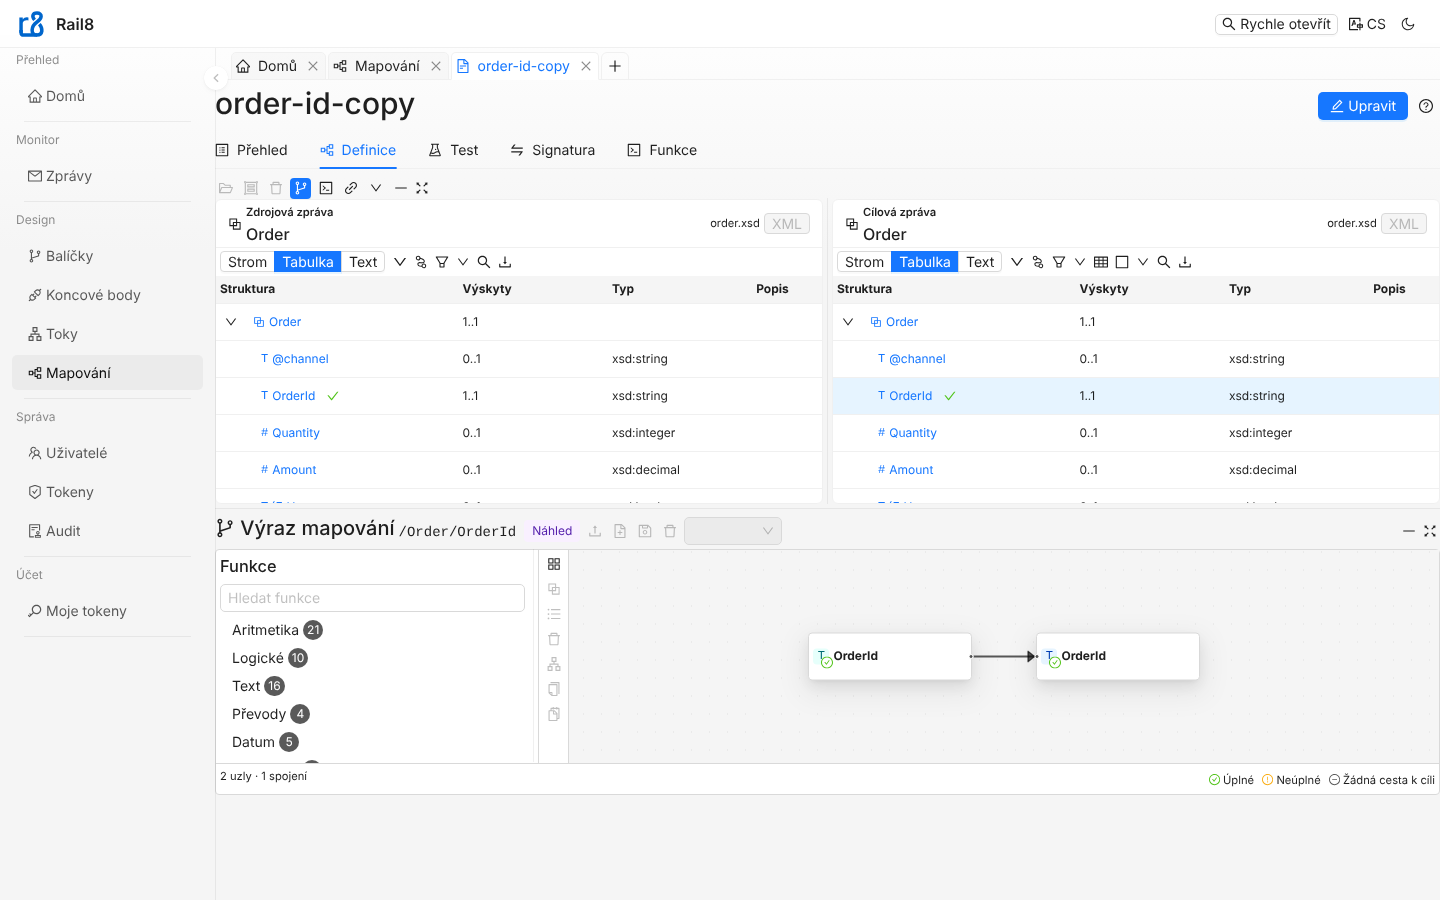 Rail8
Rychle otevřít
CS
Přehled
Domů
Monitor
Zprávy
Design
Balíčky
Koncové body
Toky
Mapování
Správa
Uživatelé
Tokeny
Audit
Účet
Moje tokeny
Domů
Mapování
order-id-copy
order-id-copy
Upravit
Přehled
Definice
Test
Signatura
Funkce
Zdrojová zpráva
Order
order.xsd XML
Strom Tabulka Text
Struktura Výskyty Typ Popis
Order 1..1
T @channel 0..1 xsd:string
T OrderId 1..1 xsd:string
# Quantity 0..1 xsd:integer
# Amount 0..1 xsd:decimal
Cílová zpráva
Order
order.xsd XML
Strom Tabulka Text
Struktura Výskyty Typ Popis
Order 1..1
T @channel 0..1 xsd:string
T OrderId 1..1 xsd:string
# Quantity 0..1 xsd:integer
# Amount 0..1 xsd:decimal
Výraz mapování /Order/OrderId Náhled
Funkce
Hledat funkce
Aritmetika 21
Logické 10
Text 16
Převody 4
Datum 5
T OrderId
T OrderId
2 uzly · 1 spojení
Úplné Neúplné Žádná cesta k cíli